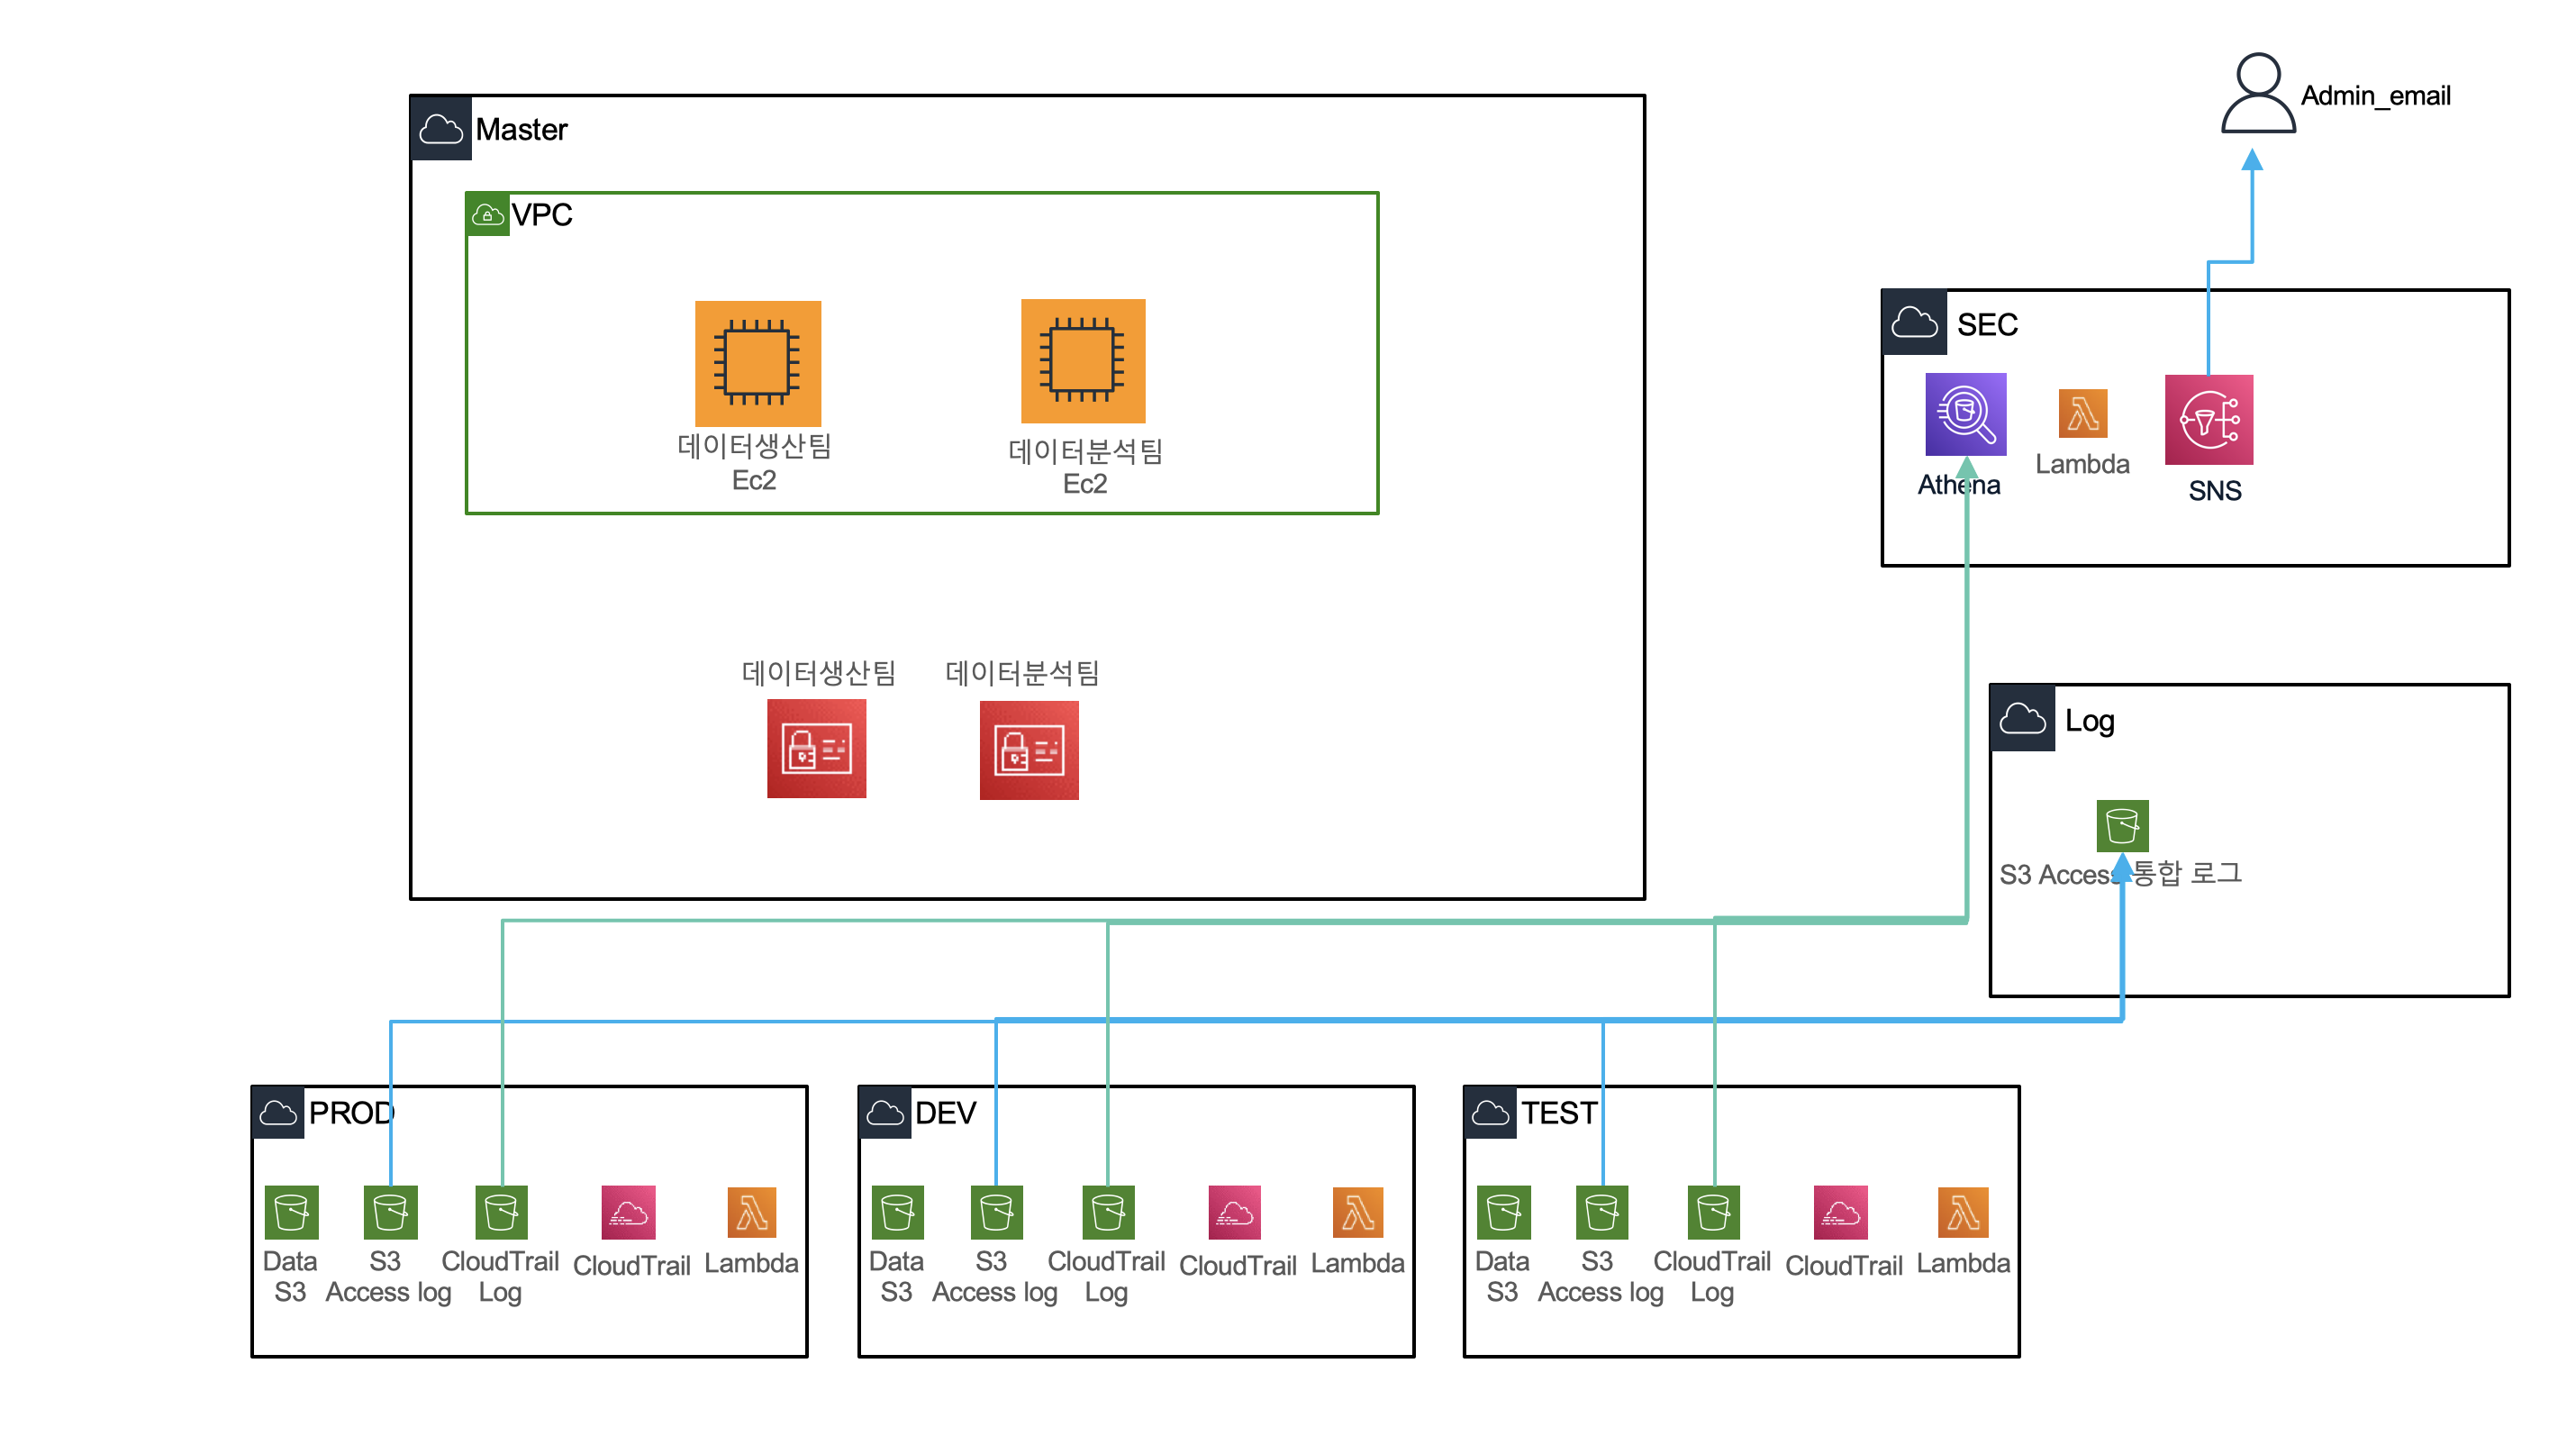 Admin_email
Master
VPC
데이터생산팀
Ec2
데이터분석팀
Ec2
SEC
Athena
Lambda
SNS
데이터생산팀
데이터분석팀
Log
S3 Access 통합 로그
PROD
Data
S3
S3
Access log
CloudTrail
Log
CloudTrail
Lambda
DEV
Data
S3
S3
Access log
CloudTrail
Log
CloudTrail
Lambda
TEST
Data
S3
S3
Access log
CloudTrail
Log
CloudTrail
Lambda